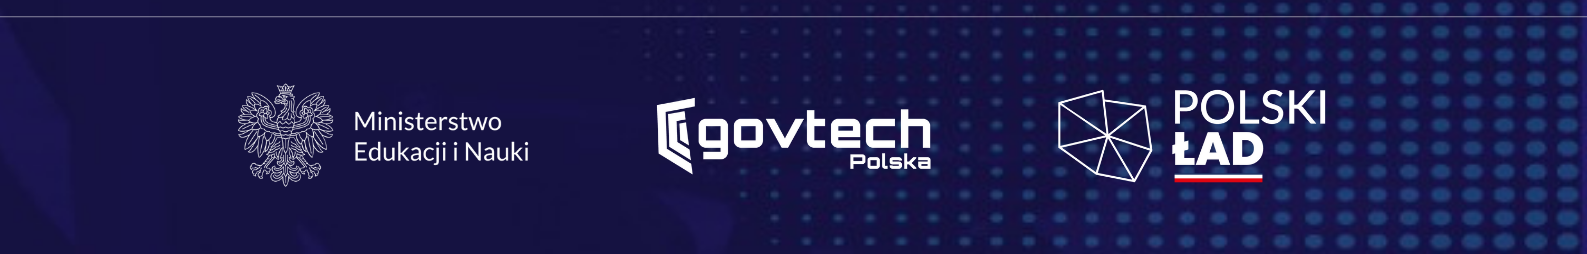 Ministerstwo
Edukacji i Nauki
govtech
Polska
POLSKI
ŁAD